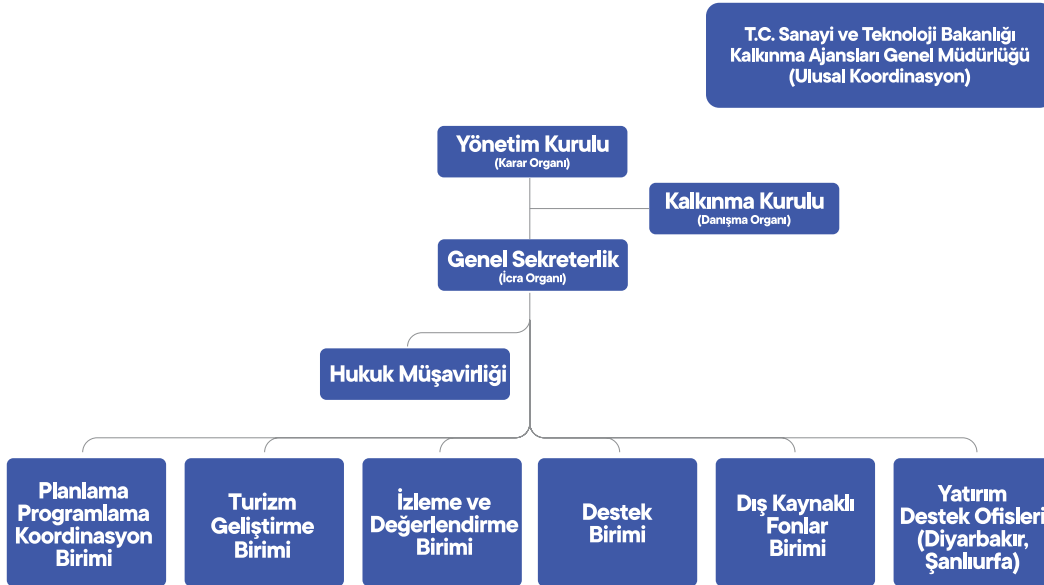 T.C. Sanayi ve Teknoloji Bakanlığı
Kalkınma Ajansları Genel Müdürlüğü
(Ulusal Koordinasyon)
Yönetim Kurulu
(Karar Organı)
Kalkınma Kurulu
(Danışma Organı)
Genel Sekreterlik
(İcra Organı)
Hukuk Müşavirliği
Planlama
Programlama
Koordinasyon
Birimi
Turizm
Geliştirme
Birimi
İzleme ve
Değerlendirme
Birimi
Destek
Birimi
Dış Kaynaklı
Fonlar
Birimi
Yatırım
Destek Ofisleri
(Diyarbakır,
Şanlıurfa)